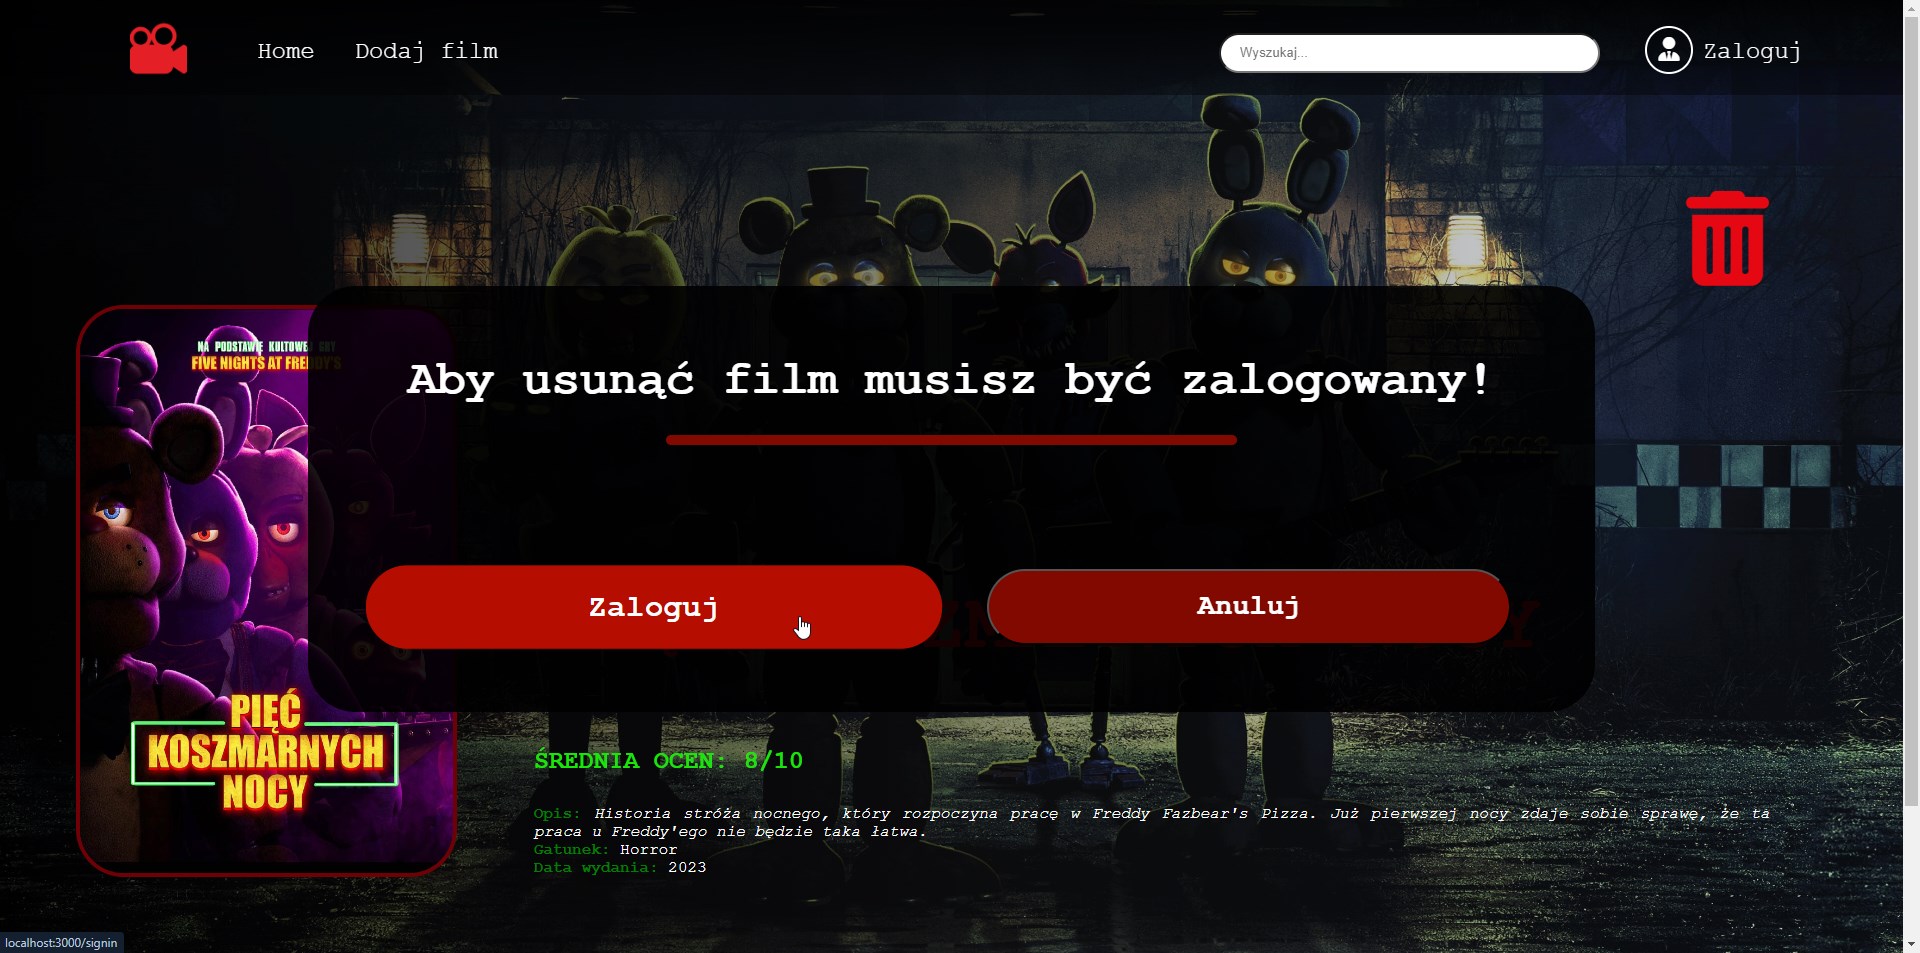 Home
Dodaj film
Wyszukaj...
Zaloguj
NA PODSTAWIE KULTOWEJ GRY
FIVE NIGHTS AT FREDDY'S
Aby usunąć film musisz być zalogowany!
Zaloguj
Anuluj
PIĘĆ
KOSZMARNYCH
NOCY
ŚREDNIA OCEN: 8/10
Opis: Historia stróża nocnego, który rozpoczyna pracę w Freddy Fazbear's Pizza. Już pierwszej nocy zdaje sobie sprawę, że ta
praca u Freddy'ego nie będzie taka łatwa.
Gatunek: Horror
Data wydania: 2023
localhost:3000/signin